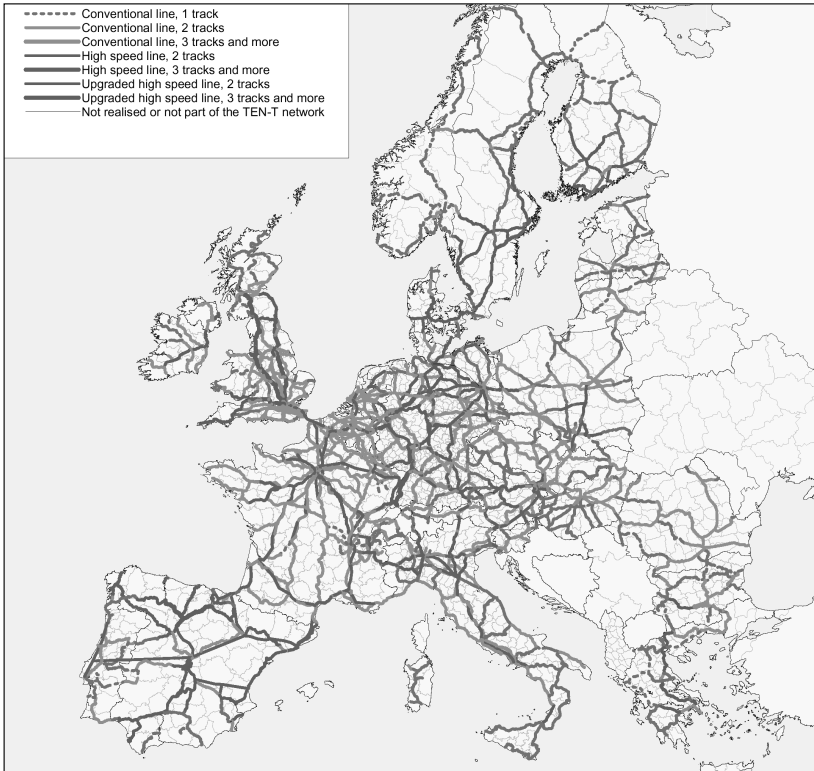 Conventional line, 1 track
Conventional line, 2 tracks
Conventional line, 3 tracks and more
High speed line, 2 tracks
High speed line, 3 tracks and more
Upgraded high speed line, 2 tracks
Upgraded high speed line, 3 tracks and more
Not realised or not part of the TEN-T network